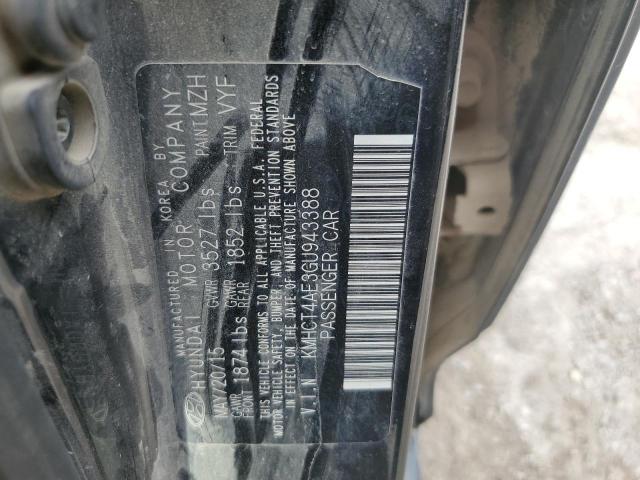 MANUFACTURED IN KOREA BY
HYUNDAI MOTOR COMPANY
MAY/20/15 GVWR 3527 lbs PAINT:MZH
GAWR FRON 1874 lbs GAWR REAR 1852 lbs TRIM VYF
THIS VEHICLE CONFORMS TO ALL APPLICABLE U.S.A. FEDERAL
MOTOR VEHICLE SAFETY, BUMPER, AND THEFT PREVENTION STANDARDS
IN EFFECT ON THE DATE OF MANUFACTURE SHOWN ABOVE
V.I.N : KMHCT4AE3GU943388
PASSENGER CAR